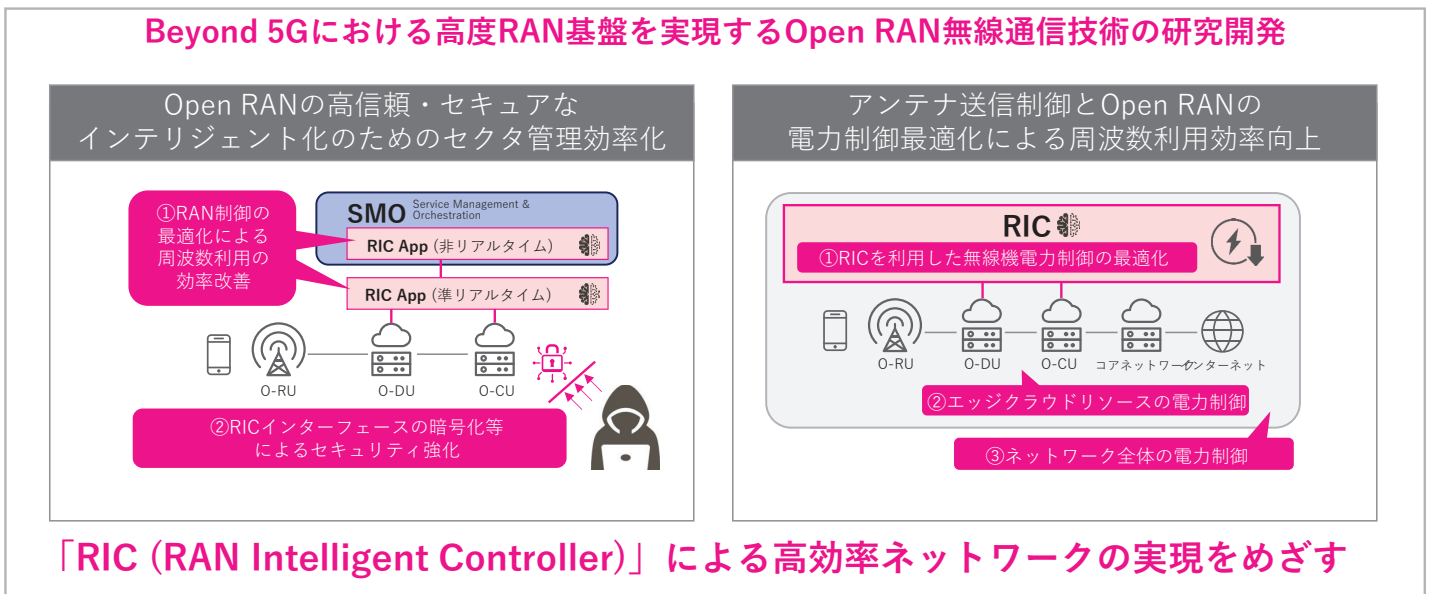 Beyond 5Gにおける高度RAN基盤を実現するOpen RAN無線通信技術の研究開発
Open RANの高信頼・セキュアな
インテリジェント化のためのセクタ管理効率化
①RAN制御の
最適化による
周波数利用の
効率改善
SMO Service Management &
Orchestration
RIC App (非リアルタイム)
RIC App (準リアルタイム)
O-RU
O-DU
O-CU
②RICインターフェースの暗号化等
によるセキュリティ強化
アンテナ送信制御とOpen RANの
電力制御最適化による周波数利用効率向上
RIC
①RICを利用した無線機電力制御の最適化
O-RU
O-DU
O-CU
コアネットワーク
インターネット
②エッジクラウドリソースの電力制御
③ネットワーク全体の電力制御
「RIC (RAN Intelligent Controller)」による高効率ネットワークの実現をめざす